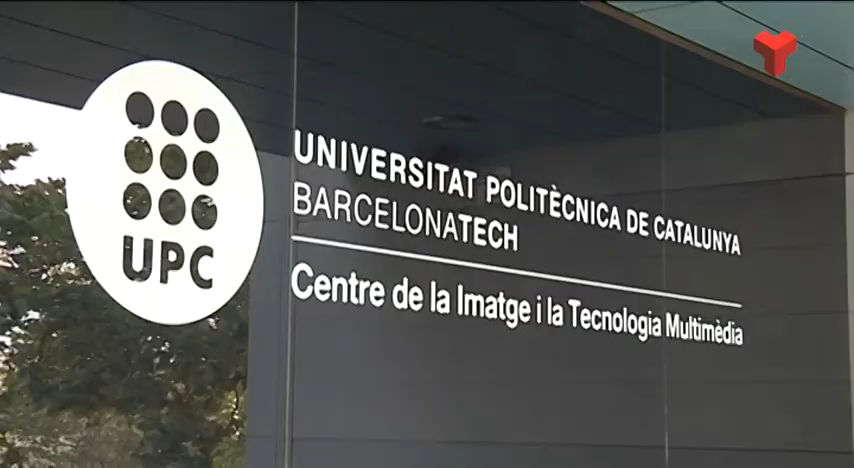 UPC
UNIVERSITAT POLITÈCNICA DE CATALUNYA
BARCELONATECH
Centre de la Imatge i la Tecnologia Multimèdia